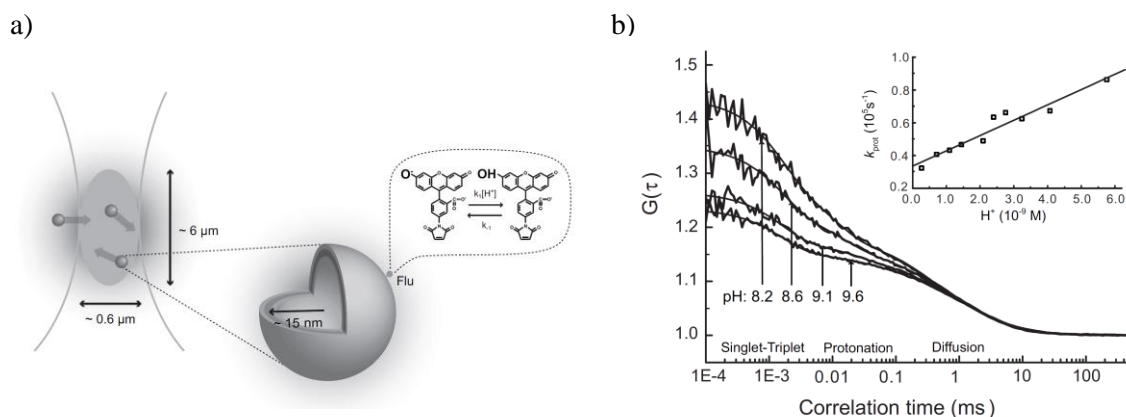 a)
~ 6 µm
~ 0.6 µm
~ 15 nm
Flu
O
O
O
OH
O
O
k₁[H⁺]
k₋₁
C
O
O⁻
C
O
O⁻
O
N
O
O
N
O
b)
1.5
1.4
1.3
1.2
1.1
1.0
G(τ)
pH: 8.2 8.6 9.1 9.6
Singlet-Triplet Protonation Diffusion
1E-4 1E-3 0.01 0.1 1 10 100
Correlation time (ms)
1.0
0.8
0.6
0.4
0.2
kprot (10⁵s⁻¹)
0.0 1.0 2.0 3.0 4.0 5.0 6.0
H⁺ (10⁻⁹ M)